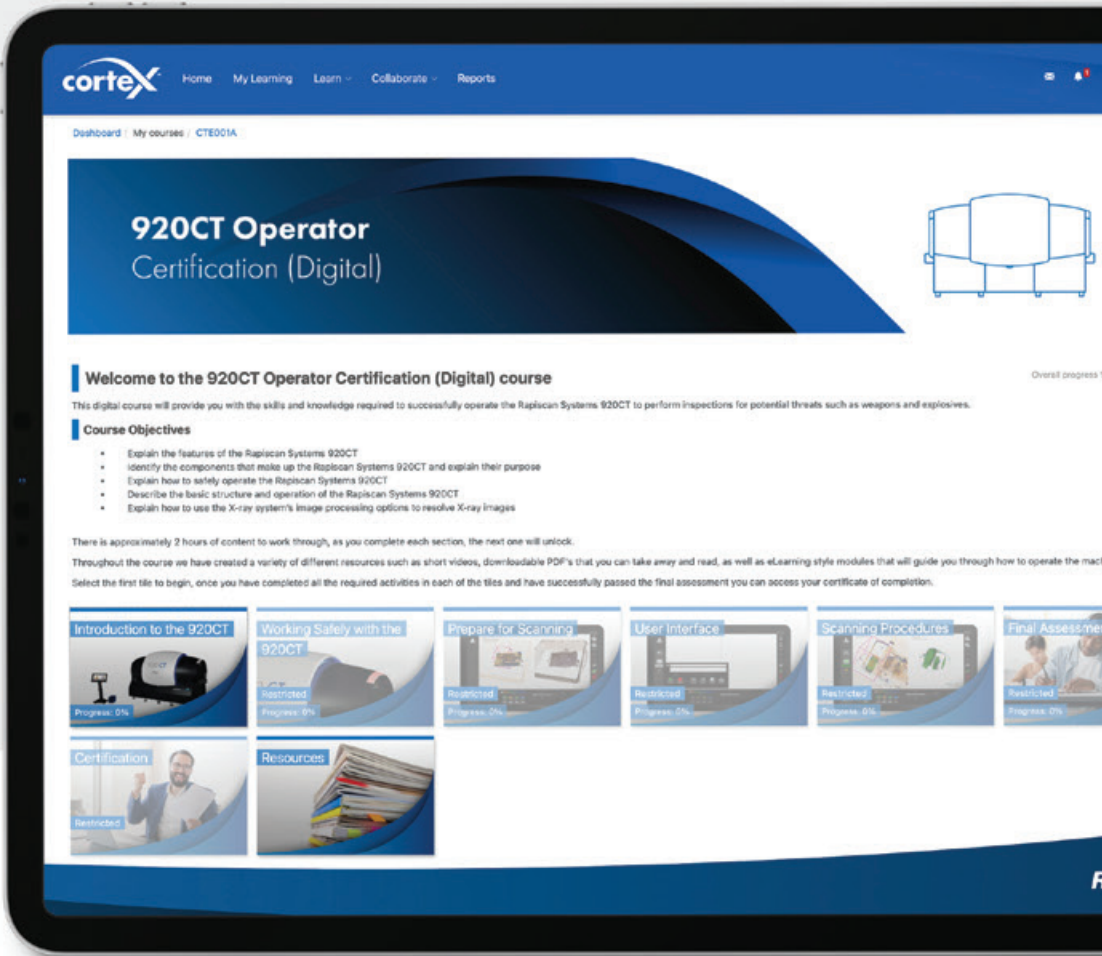 corteX
Home My Learning Learn Collaborate Reports
1
Dashboard / My courses / CTE001A
920CT Operator
Certification (Digital)
Welcome to the 920CT Operator Certification (Digital) course
Overall progress
This digital course will provide you with the skills and knowledge required to successfully operate the Rapiscan Systems 920CT to perform inspections for potential threats such as weapons and explosives.
Course Objectives
• Explain the features of the Rapiscan Systems 920CT
• Identify the components that make up the Rapiscan Systems 920CT and explain their purpose
• Explain how to safely operate the Rapiscan Systems 920CT
• Describe the basic structure and operation of the Rapiscan Systems 920CT
• Explain how to use the X-ray system's image processing options to resolve X-ray images
There is approximately 2 hours of content to work through, as you complete each section, the next one will unlock.
Throughout the course we have created a variety of different resources such as short videos, downloadable PDF's that you can take away and read, as well as eLearning style modules that will guide you through how to operate the mac
Select the first tile to begin, once you have completed all the required activities in each of the tiles and have successfully passed the final assessment you can access your certificate of completion.
Introduction to the 920CT
Progress: 0%
Working Safely with the
920CT
Restricted
Progress: 0%
Prepare for Scanning
Restricted
Progress: 0%
User Interface
Restricted
Progress: 0%
Scanning Procedures
Restricted
Progress: 0%
Final Assessme
Restricted
Progress: 0%
Certification
Restricted
Resources